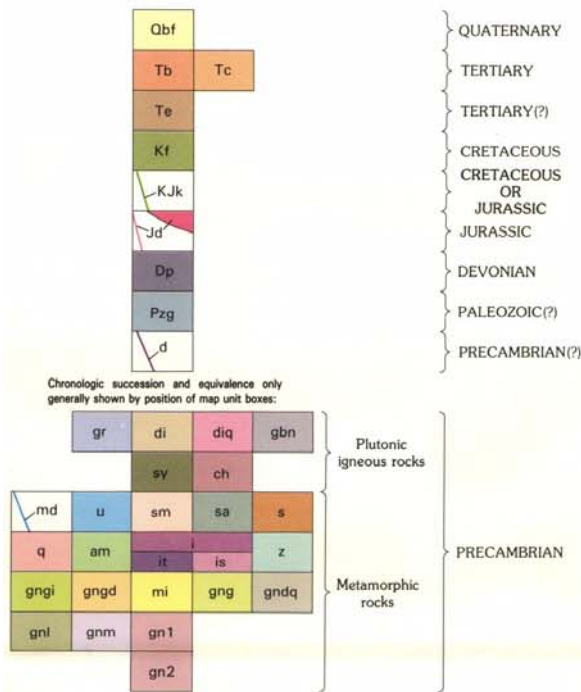 Qbf QUATERNARY
Tb Tc TERTIARY
Te TERTIARY(?)
Kf CRETACEOUS
KJk CRETACEOUS
OR
JURASSIC
Jd JURASSIC
Dp DEVONIAN
Pzg PALEOZOIC(?)
d PRECAMBRIAN(?)
Chronologic succession and equivalence only
generally shown by position of map unit boxes:
gr di diq gbn Plutonic
igneous rocks
sy ch
md u sm sa s
q am i z PRECAMBRIAN
it is
gngi gngd mi gng gndq Metamorphic
rocks
gnl gnm gn1
gn2